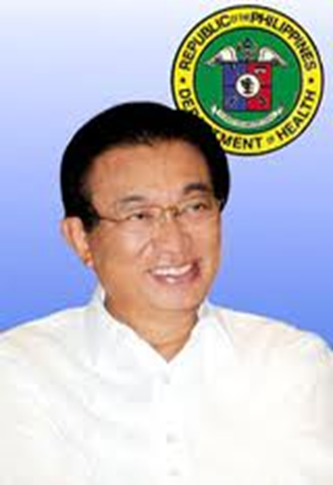 REPUBLIC OF THE PHILIPPINES
DEPARTMENT OF HEALTH